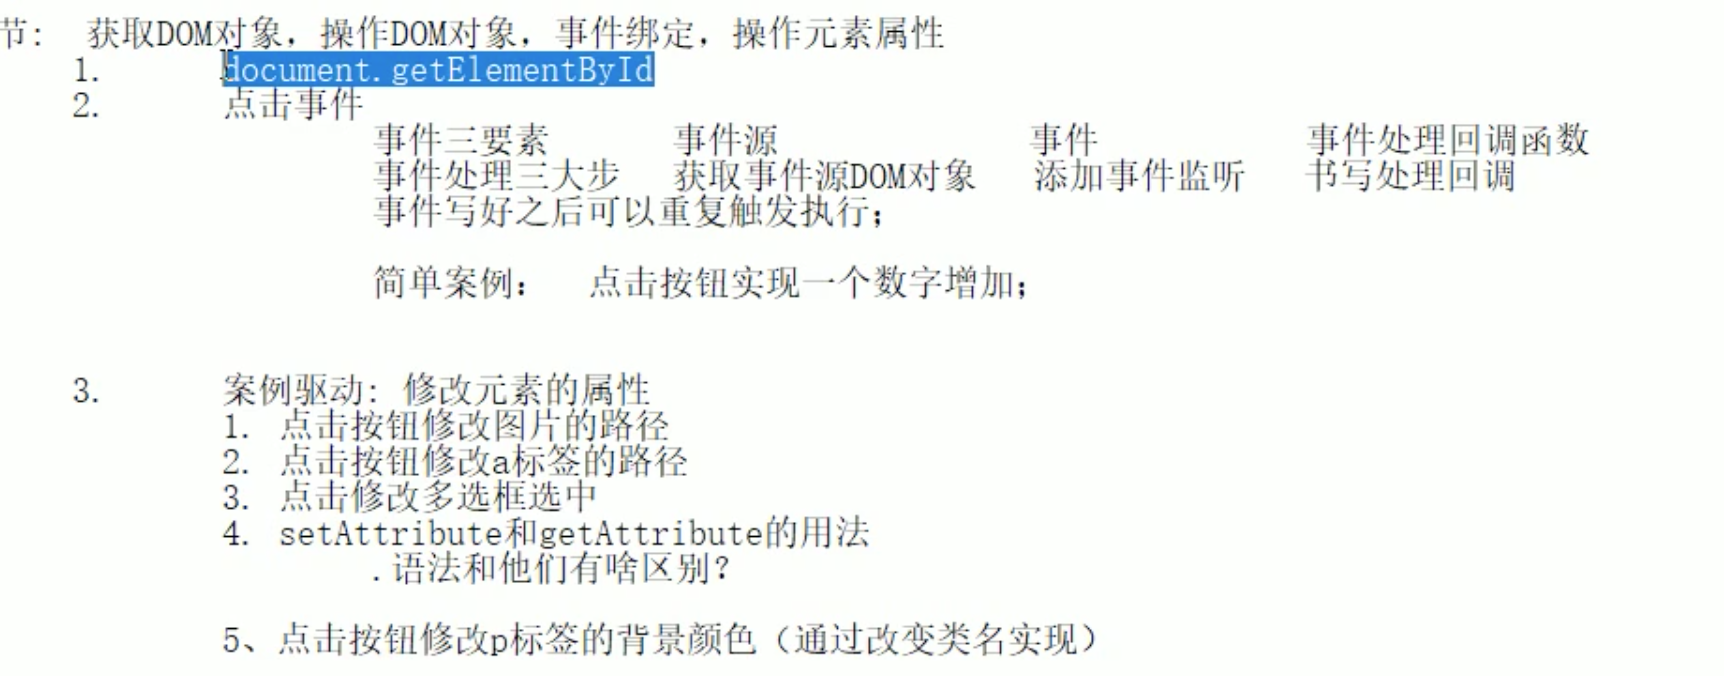 节: 获取DOM对象，操作DOM对象，事件绑定，操作元素属性
1. document.getElementById
2. 点击事件
事件三要素 事件源 事件 事件处理回调函数
事件处理三大步 获取事件源DOM对象 添加事件监听 书写处理回调
事件写好之后可以重复触发执行；
简单案例： 点击按钮实现一个数字增加；
3. 案例驱动: 修改元素的属性
1. 点击按钮修改图片的路径
2. 点击按钮修改a标签的路径
3. 点击修改多选框选中
4. setAttribute和getAttribute的用法
.语法和他们有啥区别？
5、点击按钮修改p标签的背景颜色（通过改变类名实现）